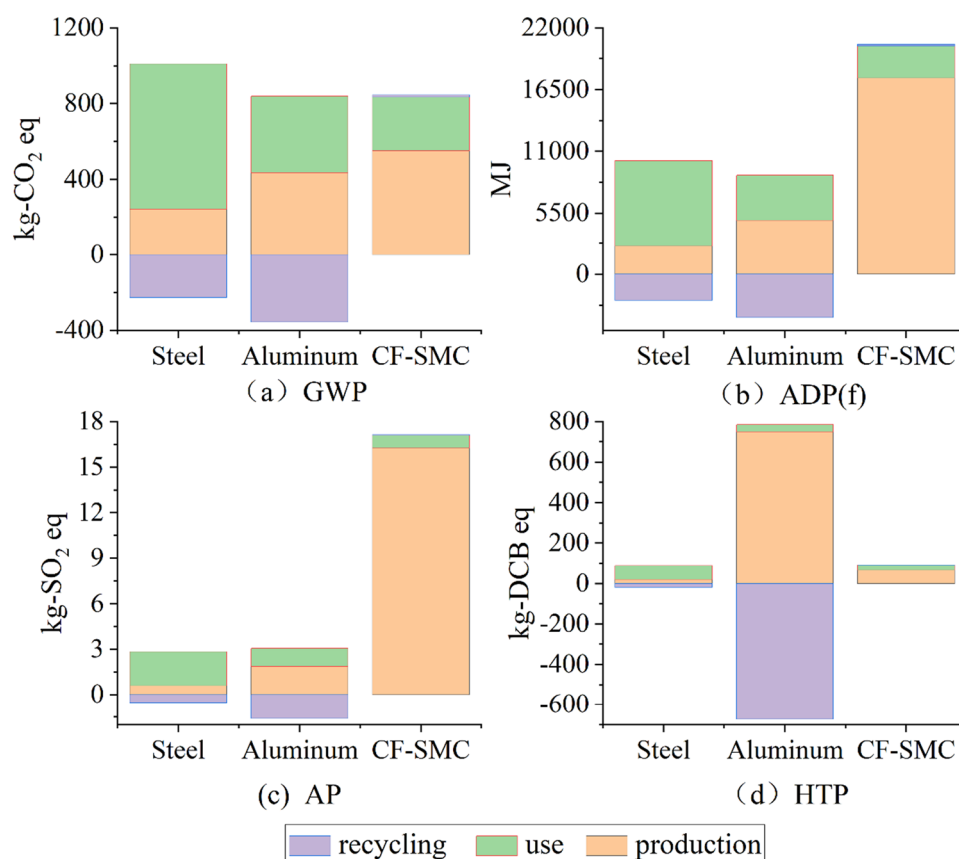 1200
800
400
0
-400
kg-CO₂ eq
Steel Aluminum CF-SMC
（a）GWP
22000
16500
11000
5500
0
MJ
Steel Aluminum CF-SMC
（b）ADP(f)
18
15
12
9
6
3
0
kg-SO₂ eq
Steel Aluminum CF-SMC
(c) AP
800
600
400
200
0
-200
-400
-600
kg-DCB eq
Steel Aluminum CF-SMC
（d）HTP
recycling use production